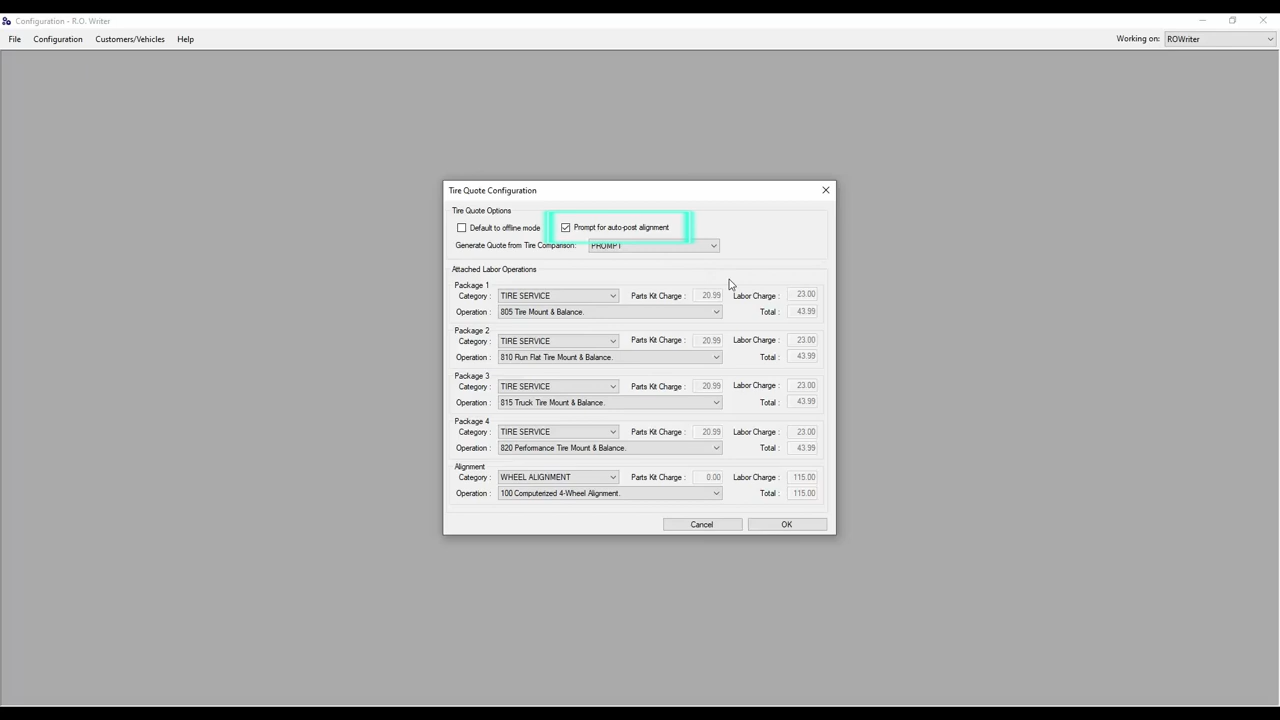 Configuration - R.O. Writer
File Configuration Customers/Vehicles Help Working on: ROWriter
Tire Quote Configuration
Tire Quote Options
Default to offline mode Prompt for auto-post alignment
Generate Quote from Tire Comparison: PROMPT
Attached Labor Operations
Package 1
Category : TIRE SERVICE Parts Kit Charge : 20.99 Labor Charge : 23.00
Operation : 805 Tire Mount & Balance. Total : 43.99
Package 2
Category : TIRE SERVICE Parts Kit Charge : 20.99 Labor Charge : 23.00
Operation : 810 Run Flat Tire Mount & Balance. Total : 43.99
Package 3
Category : TIRE SERVICE Parts Kit Charge : 20.99 Labor Charge : 23.00
Operation : 815 Truck Tire Mount & Balance. Total : 43.99
Package 4
Category : TIRE SERVICE Parts Kit Charge : 20.99 Labor Charge : 23.00
Operation : 820 Performance Tire Mount & Balance. Total : 43.99
Alignment
Category : WHEEL ALIGNMENT Parts Kit Charge : 0.00 Labor Charge : 115.00
Operation : 100 Computerized 4-Wheel Alignment. Total : 115.00
Cancel OK